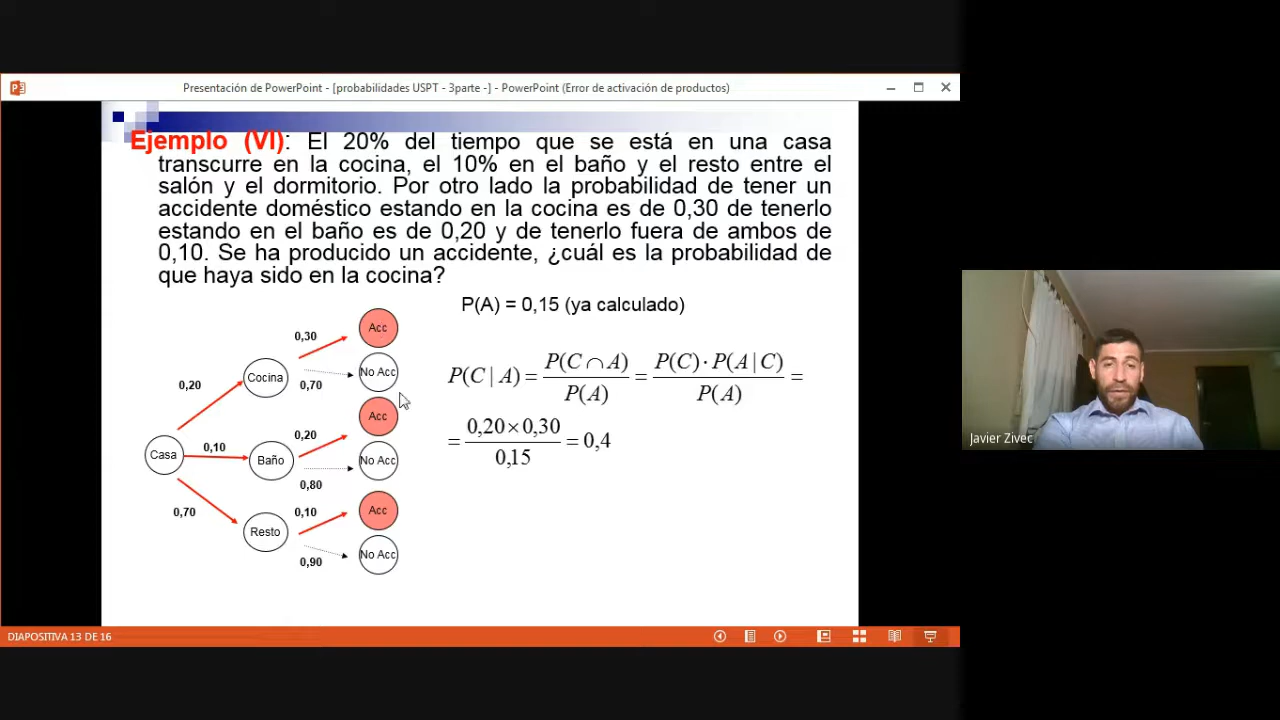 Presentación de PowerPoint - [probabilidades USPT - 3parte -] - PowerPoint (Error de activación de productos)
Ejemplo (VI): El 20% del tiempo que se está en una casa
transcurre en la cocina, el 10% en el baño y el resto entre el
salón y el dormitorio. Por otro lado la probabilidad de tener un
accidente doméstico estando en la cocina es de 0,30 de tenerlo
estando en el baño es de 0,20 y de tenerlo fuera de ambos de
0,10. Se ha producido un accidente, ¿cuál es la probabilidad de
que haya sido en la cocina?
P(A) = 0,15 (ya calculado)
P(C | A) = P(C ∩ A) / P(A) = P(C) · P(A | C) / P(A) =
= 0,20 × 0,30 / 0,15 = 0,4
Casa
0,20
Cocina
0,30
Acc
0,70
No Acc
0,10
Baño
0,20
Acc
0,80
No Acc
0,70
Resto
0,10
Acc
0,90
No Acc
DIAPOSITIVA 13 DE 16
Javier Zivec